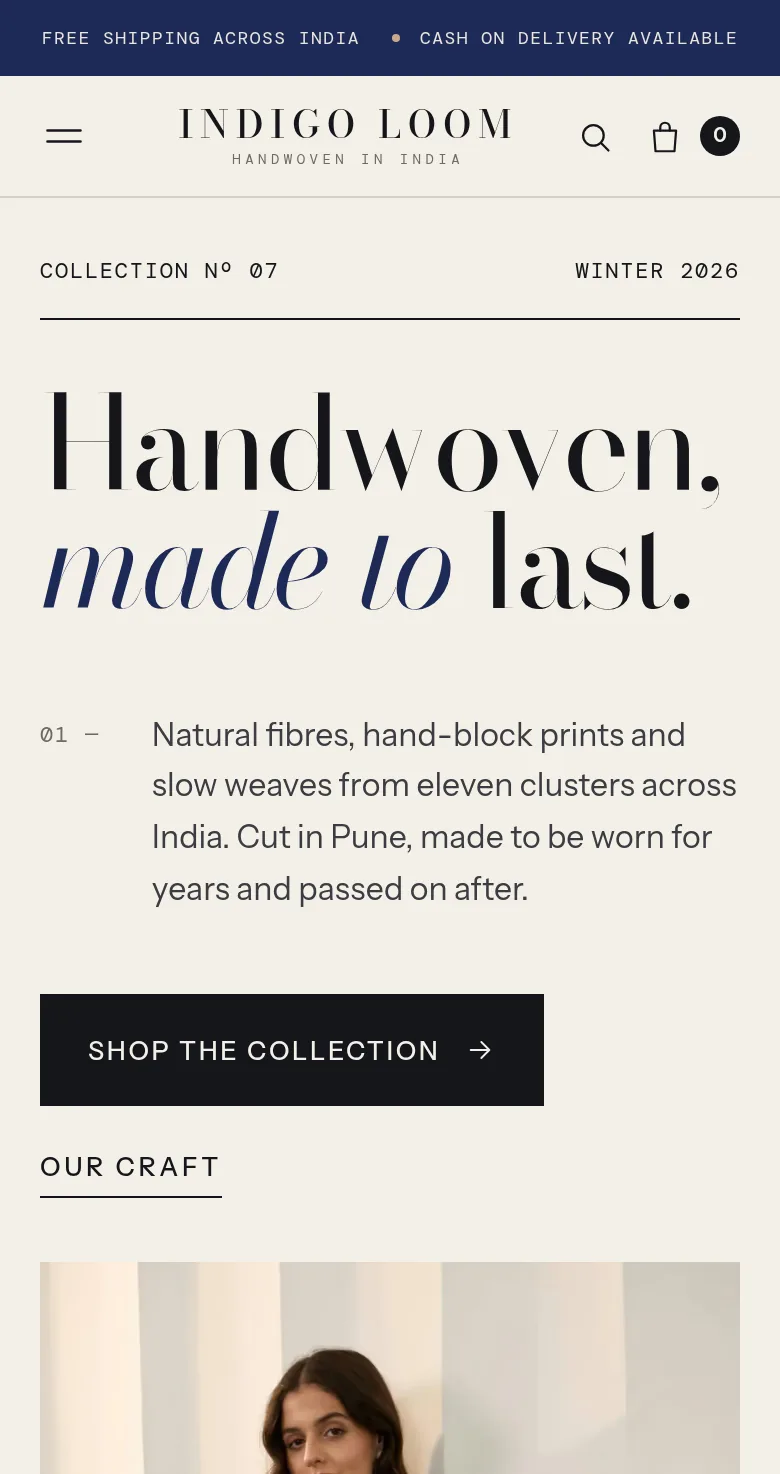 FREE SHIPPING ACROSS INDIA • CASH ON DELIVERY AVAILABLE
INDIGO LOOM
HANDWOVEN IN INDIA
0
COLLECTION Nº 07
WINTER 2026
Handwoven,
made to last.
01 —
Natural fibres, hand-block prints and
slow weaves from eleven clusters across
India. Cut in Pune, made to be worn for
years and passed on after.
SHOP THE COLLECTION →
OUR CRAFT